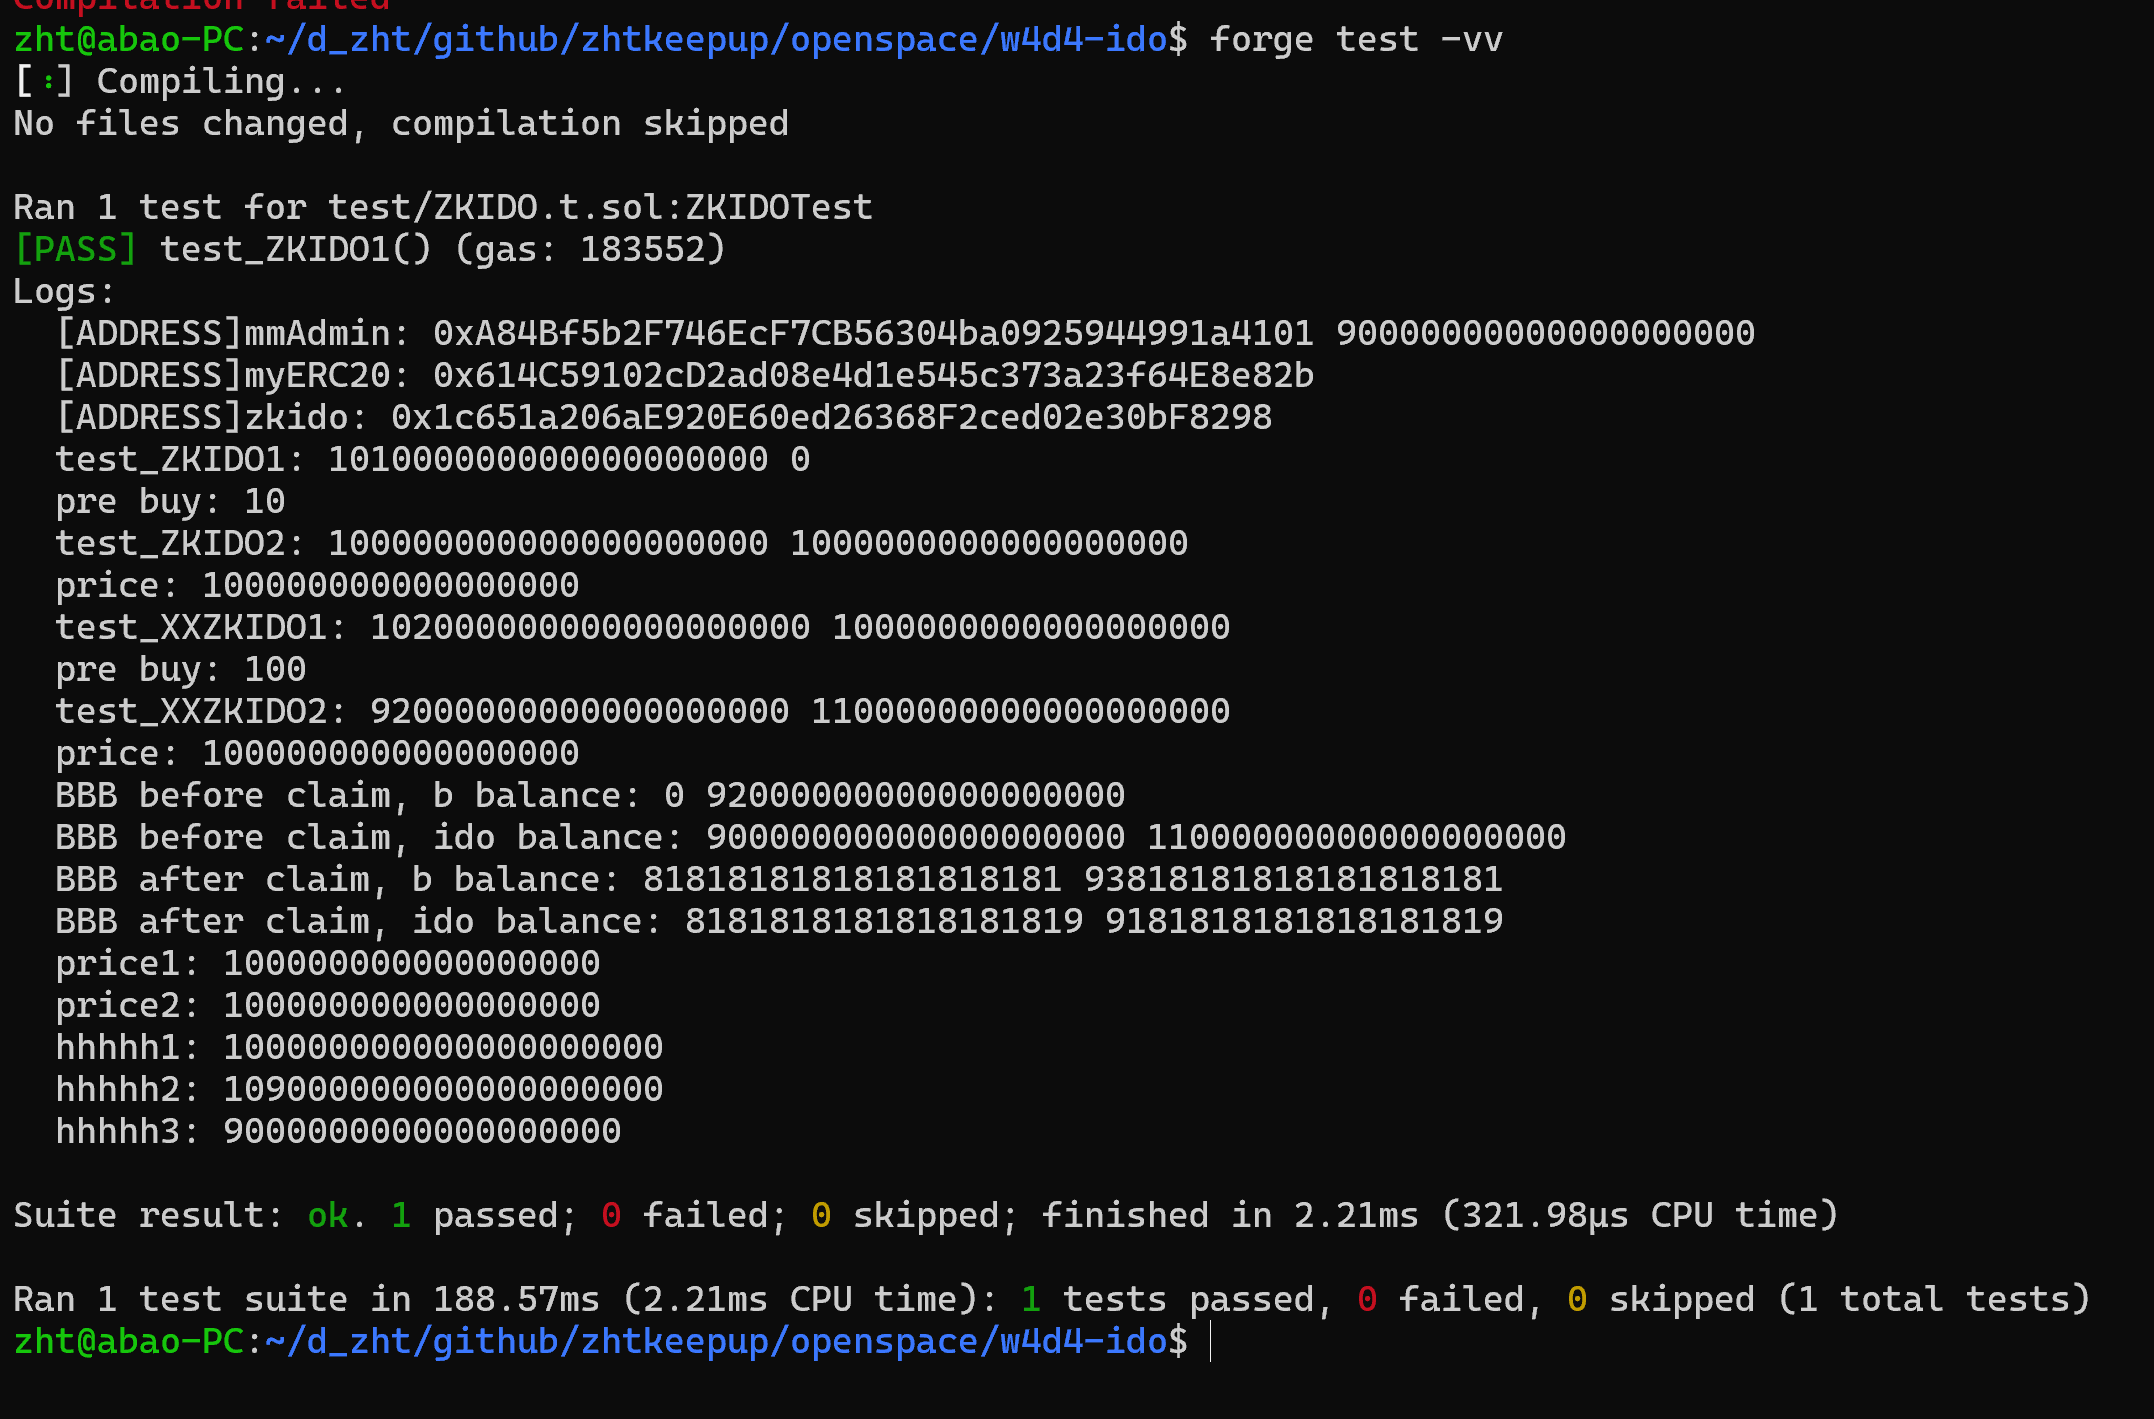 Compilation failed
zht@abao-PC:~/d_zht/github/zhtkeepup/openspace/w4d4-ido$ forge test -vv
[⠆] Compiling...
No files changed, compilation skipped
Ran 1 test for test/ZKIDO.t.sol:ZKIDOTest
[PASS] test_ZKIDO1() (gas: 183552)
Logs:
[ADDRESS]mmAdmin: 0xA84Bf5b2F746EcF7CB56304ba0925944991a4101 90000000000000000000
[ADDRESS]myERC20: 0x614C59102cD2ad08e4d1e545c373a23f64E8e82b
[ADDRESS]zkido: 0x1c651a206aE920E60ed26368F2ced02e30bF8298
test_ZKIDO1: 101000000000000000000 0
pre buy: 10
test_ZKIDO2: 100000000000000000000 1000000000000000000
price: 100000000000000000
test_XXZKIDO1: 102000000000000000000 1000000000000000000
pre buy: 100
test_XXZKIDO2: 92000000000000000000 11000000000000000000
price: 100000000000000000
BBB before claim, b balance: 0 92000000000000000000
BBB before claim, ido balance: 90000000000000000000 11000000000000000000
BBB after claim, b balance: 81818181818181818181 93818181818181818181
BBB after claim, ido balance: 8181818181818181819 9181818181818181819
price1: 100000000000000000
price2: 100000000000000000
hhhhh1: 100000000000000000000
hhhhh2: 109000000000000000000
hhhhh3: 9000000000000000000
Suite result: ok. 1 passed; 0 failed; 0 skipped; finished in 2.21ms (321.98µs CPU time)
Ran 1 test suite in 188.57ms (2.21ms CPU time): 1 tests passed, 0 failed, 0 skipped (1 total tests)
zht@abao-PC:~/d_zht/github/zhtkeepup/openspace/w4d4-ido$